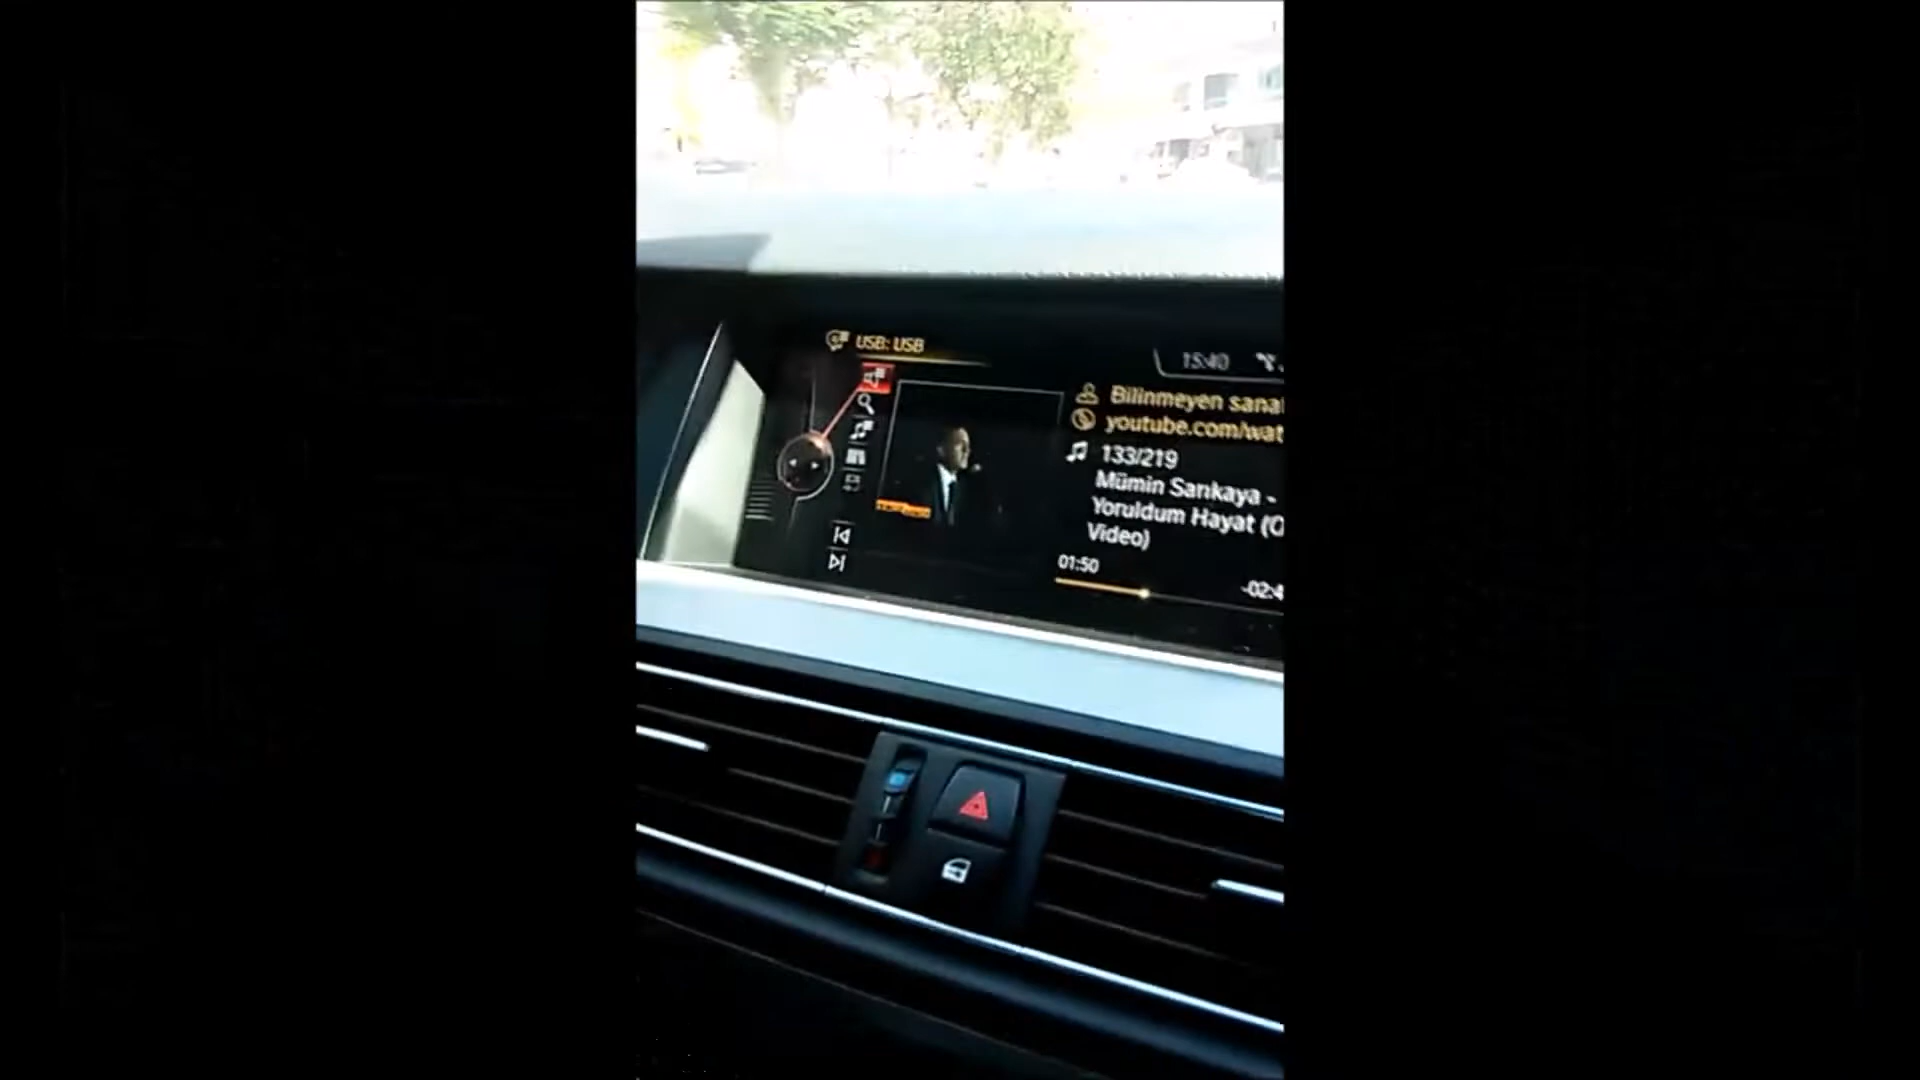 USB: USB
15:40
Bilinmeyen sana
youtube.com/wat
133/219
Mümin Sarıkaya -
Yoruldum Hayat (O
Video)
01:50
-02:4